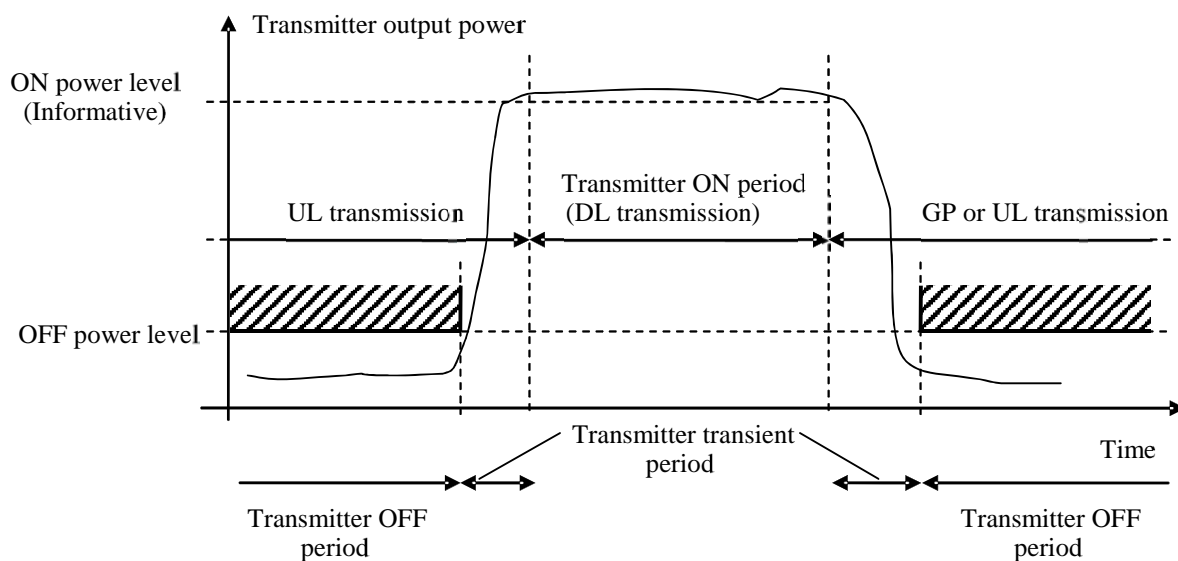 Transmitter output power
ON power level
(Informative)
Transmitter ON period
(DL transmission)
UL transmission
GP or UL transmission
OFF power level
Transmitter transient
period
Time
Transmitter OFF
period
Transmitter OFF
period